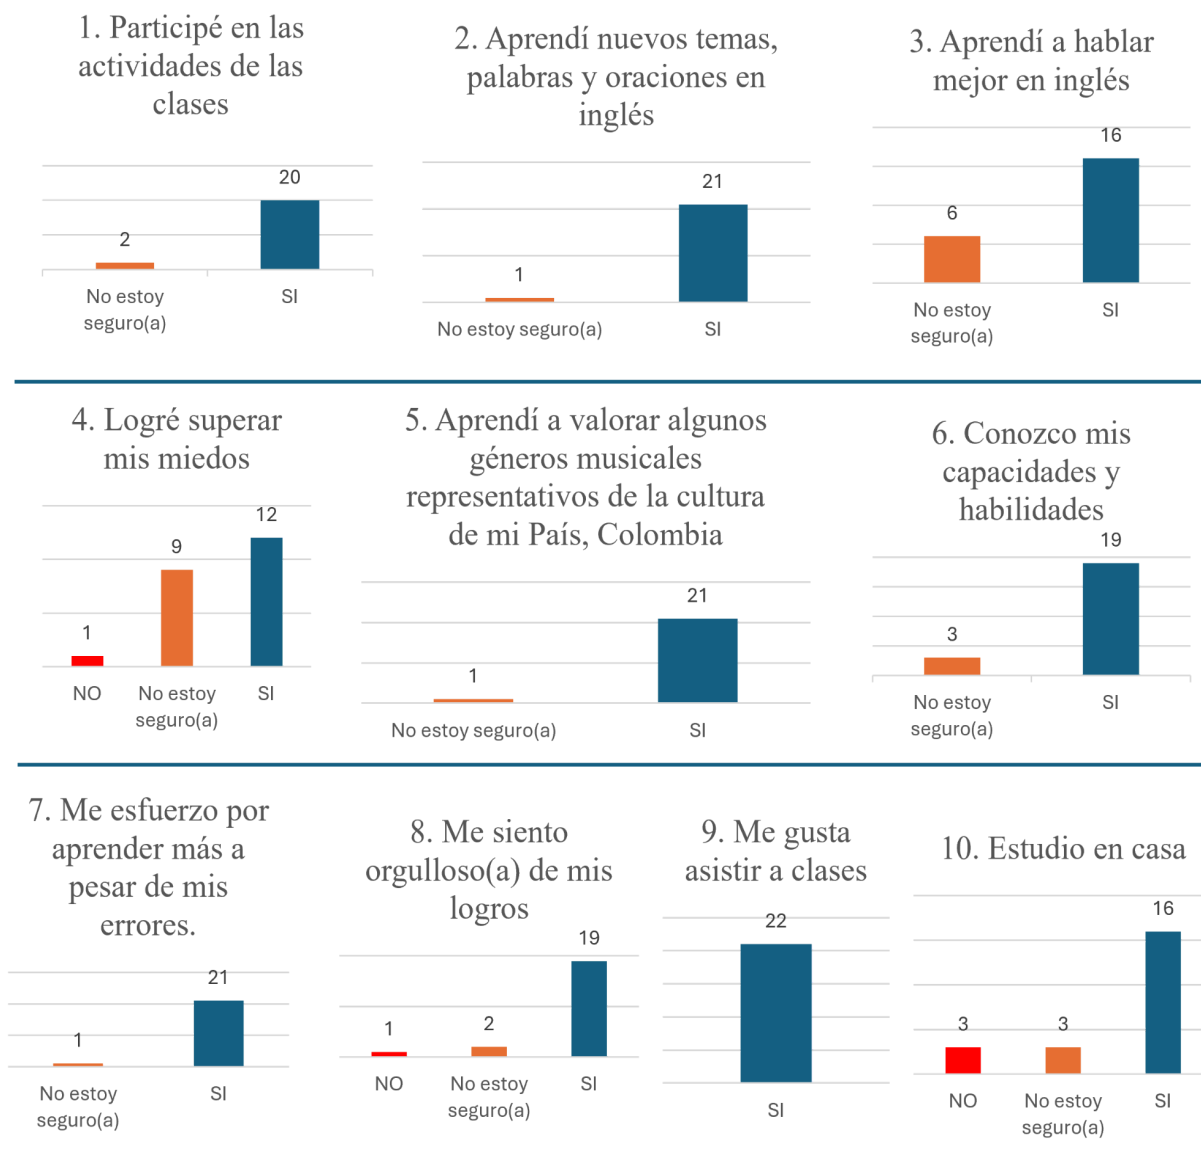 1. Participé en las
actividades de las
clases
20
2
No estoy
seguro(a)
SI
2. Aprendí nuevos temas,
palabras y oraciones en
inglés
21
1
No estoy seguro(a)
SI
3. Aprendí a hablar
mejor en inglés
16
6
No estoy
seguro(a)
SI
4. Logré superar
mis miedos
12
9
1
NO
No estoy
seguro(a)
SI
5. Aprendí a valorar algunos
géneros musicales
representativos de la cultura
de mi País, Colombia
21
1
No estoy seguro(a)
SI
6. Conozco mis
capacidades y
habilidades
19
3
No estoy
seguro(a)
SI
7. Me esfuerzo por
aprender más a
pesar de mis
errores.
21
1
No estoy
seguro(a)
SI
8. Me siento
orgulloso(a) de mis
logros
19
1
2
NO
No estoy
seguro(a)
SI
9. Me gusta
asistir a clases
22
SI
10. Estudio en casa
16
3
3
NO
No estoy
seguro(a)
SI